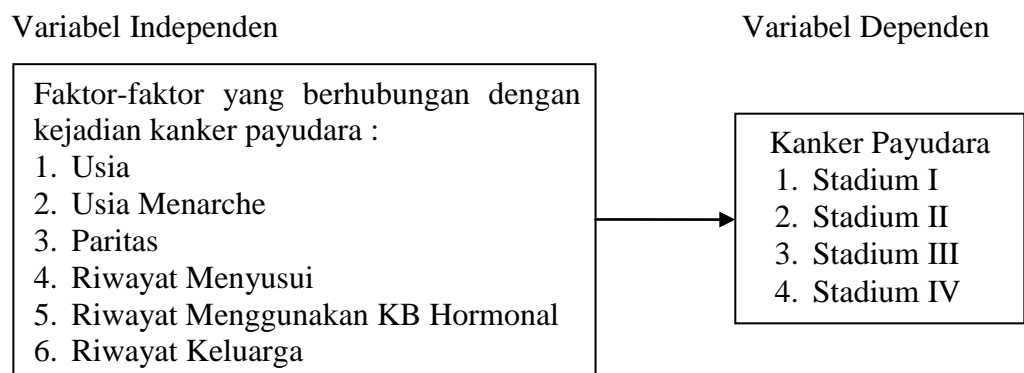 Variabel Independen
Variabel Dependen
Faktor-faktor yang berhubungan dengan
kejadian kanker payudara :
1. Usia
2. Usia Menarche
3. Paritas
4. Riwayat Menyusui
5. Riwayat Menggunakan KB Hormonal
6. Riwayat Keluarga
Kanker Payudara
1. Stadium I
2. Stadium II
3. Stadium III
4. Stadium IV